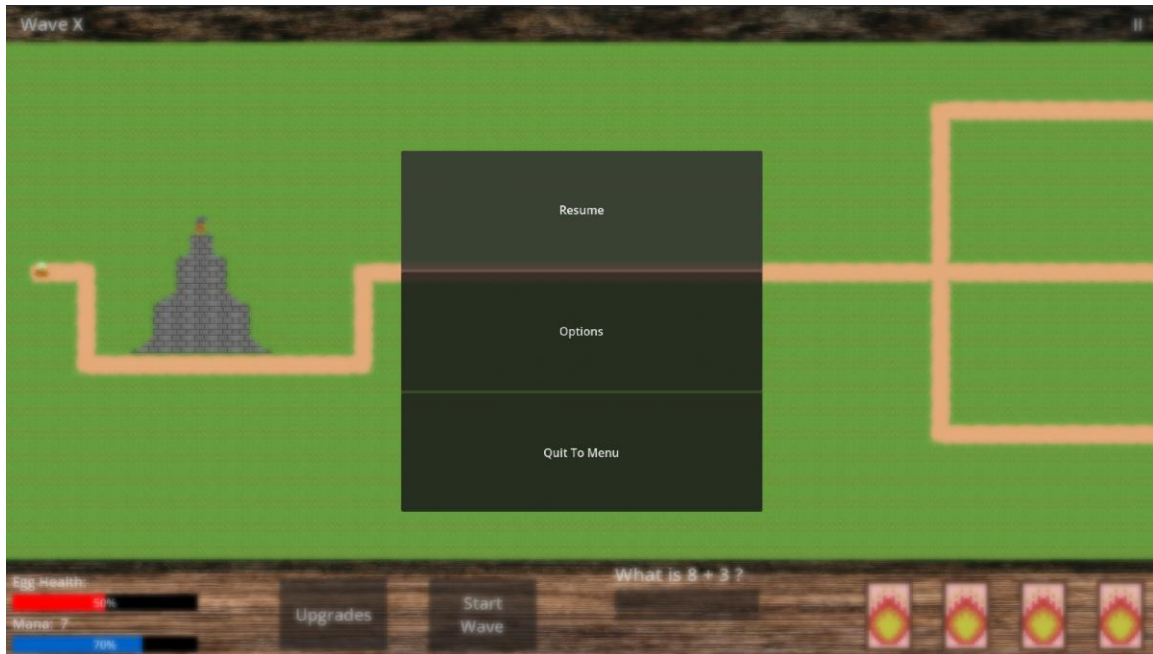 Wave X
II
Resume
Options
Quit To Menu
Egg Health:
50%
Mana: 7
70%
Upgrades
Start
Wave
What is 8 + 3 ?